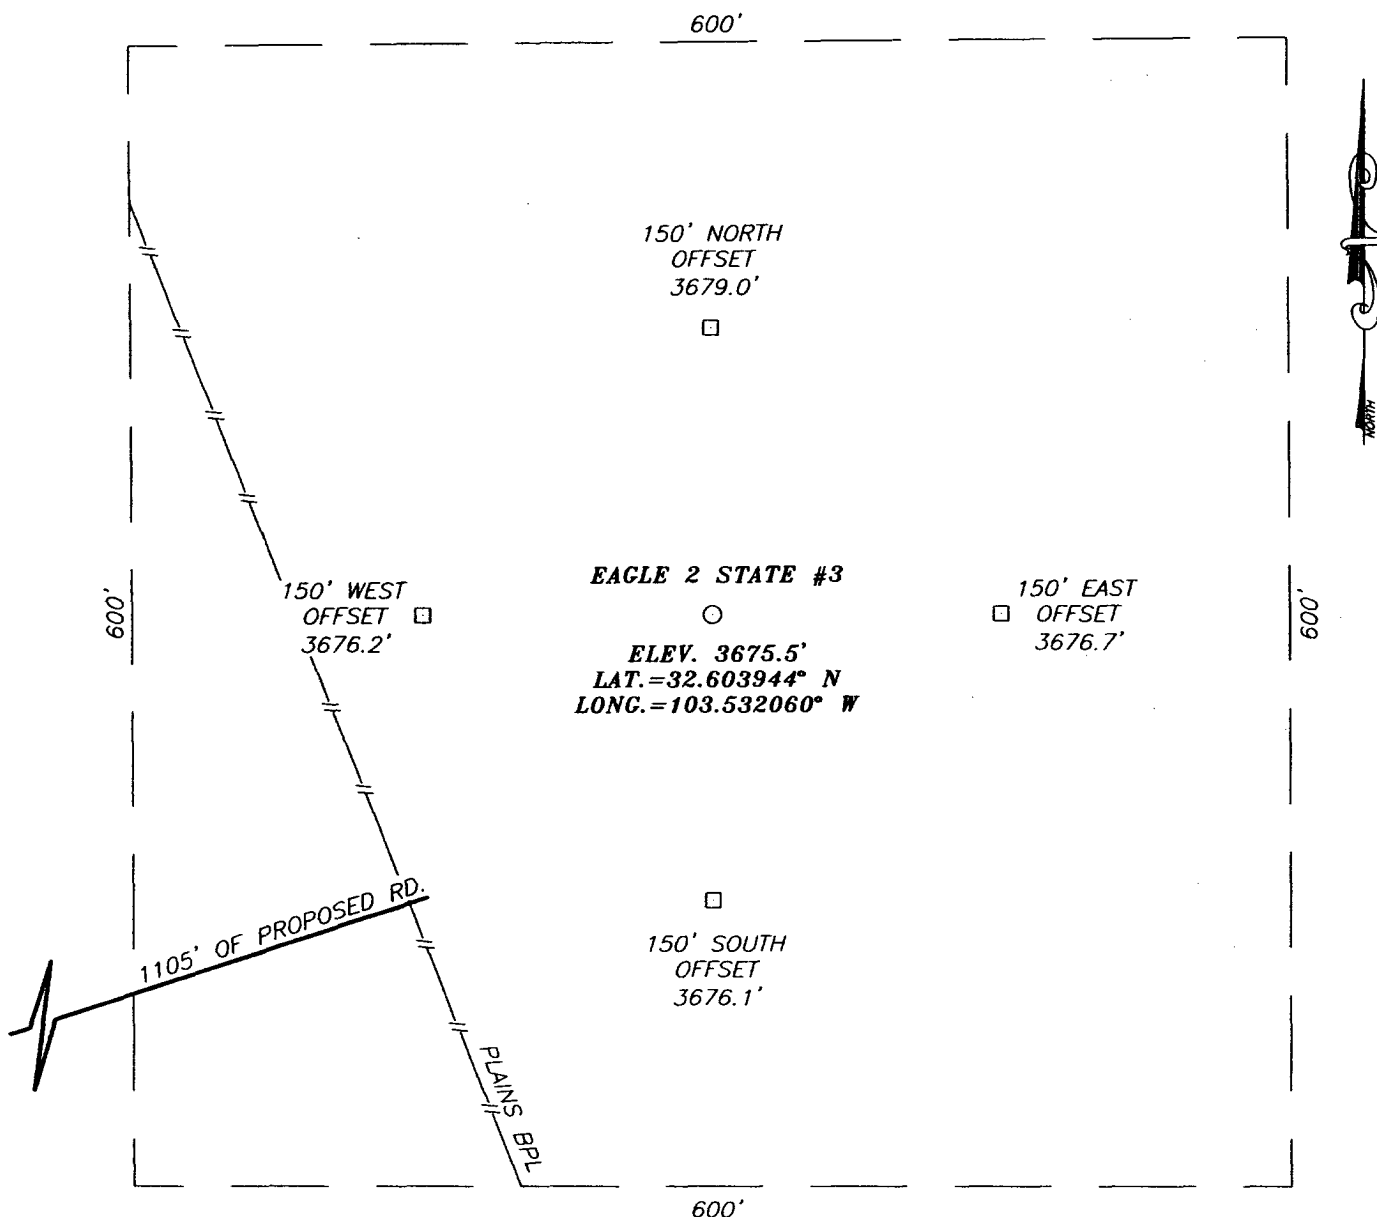 600'
150' NORTH
OFFSET
3679.0'
NORTH
EAGLE 2 STATE #3
150' WEST
OFFSET
3676.2'
150' EAST
OFFSET
3676.7'
600'
600'
ELEV. 3675.5'
LAT.=32.603944° N
LONG.=103.532060° W
1105' OF PROPOSED RD.
150' SOUTH
OFFSET
3676.1'
PLAINS BPL
600'